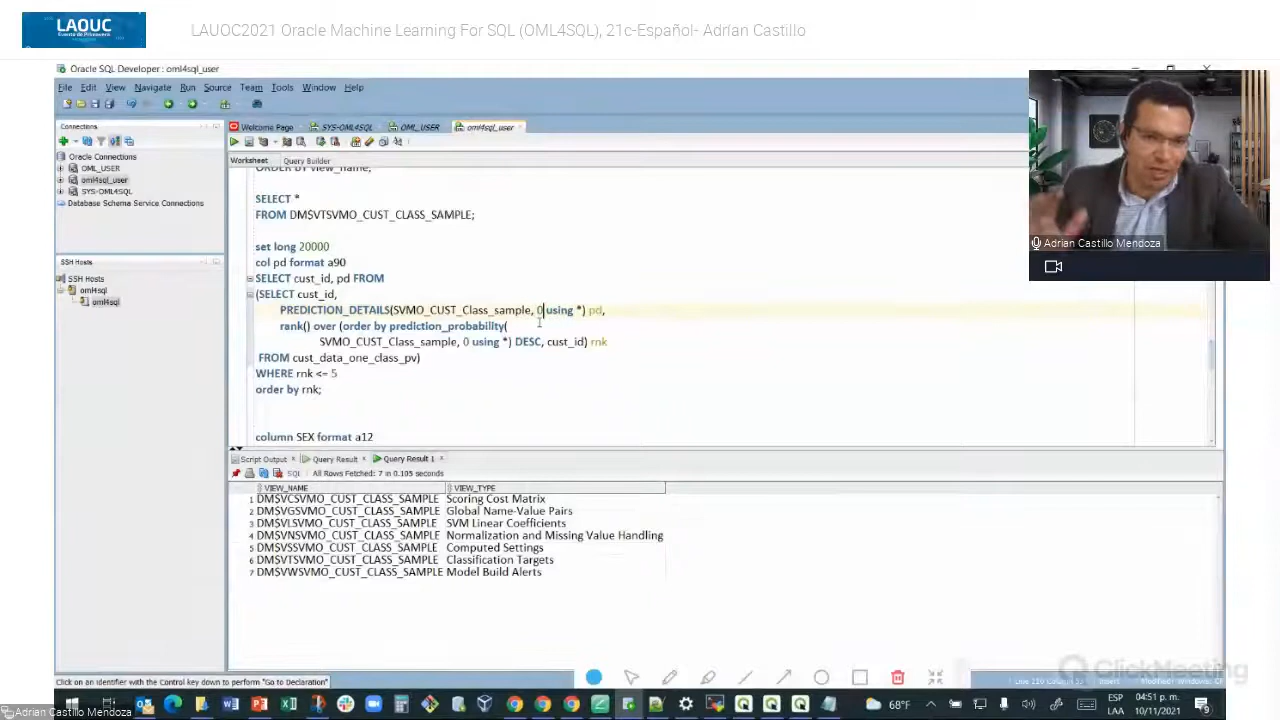 LAOUC
Evento de Primavera
LAUOC2021 Oracle Machine Learning For SQL (OML4SQL), 21c-Español- Adrían Castillo
Oracle SQL Developer : oml4sql_user
File Edit View Navigate Run Source Team Tools Window Help
Connections
Oracle Connections
OML_USER
oml4sql_user
SYS-OML4SQL
Database Schema Service Connections
SSH Hosts
SSH Hosts
oml4sql
oml4sql
Welcome Page SYS-OML4SQL OML_USER oml4sql_user
Worksheet Query Builder
ORDER BY view_name;
SELECT *
FROM DM$VTSVMO_CUST_CLASS_SAMPLE;
set long 20000
col pd format a90
SELECT cust_id, pd FROM
(SELECT cust_id,
PREDICTION_DETAILS(SVMO_CUST_Class_sample, 0 using *) pd,
rank() over (order by prediction_probability(
SVMO_CUST_Class_sample, 0 using *) DESC, cust_id) rnk
FROM cust_data_one_class_pv)
WHERE rnk <= 5
order by rnk;
column SEX format a12
Script Output Query Result Query Result 1
SQL | All Rows Fetched: 7 in 0.105 seconds
VIEW_NAME VIEW_TYPE
1 DM$VCSVMO_CUST_CLASS_SAMPLE Scoring Cost Matrix
2 DM$VGSVMO_CUST_CLASS_SAMPLE Global Name-Value Pairs
3 DM$VLSVMO_CUST_CLASS_SAMPLE SVM Linear Coefficients
4 DM$VNSVMO_CUST_CLASS_SAMPLE Normalization and Missing Value Handling
5 DM$VSSVMO_CUST_CLASS_SAMPLE Computed Settings
6 DM$VTSVMO_CUST_CLASS_SAMPLE Classification Targets
7 DM$VWSVMO_CUST_CLASS_SAMPLE Model Build Alerts
Adrian Castillo Mendoza
ClickMeeting
Click on an identifier with the Control key down to perform "Go to Declaration"
68°F
ESP
LAA
04:51 p. m.
10/11/2021
Adrian Castillo Mendoza